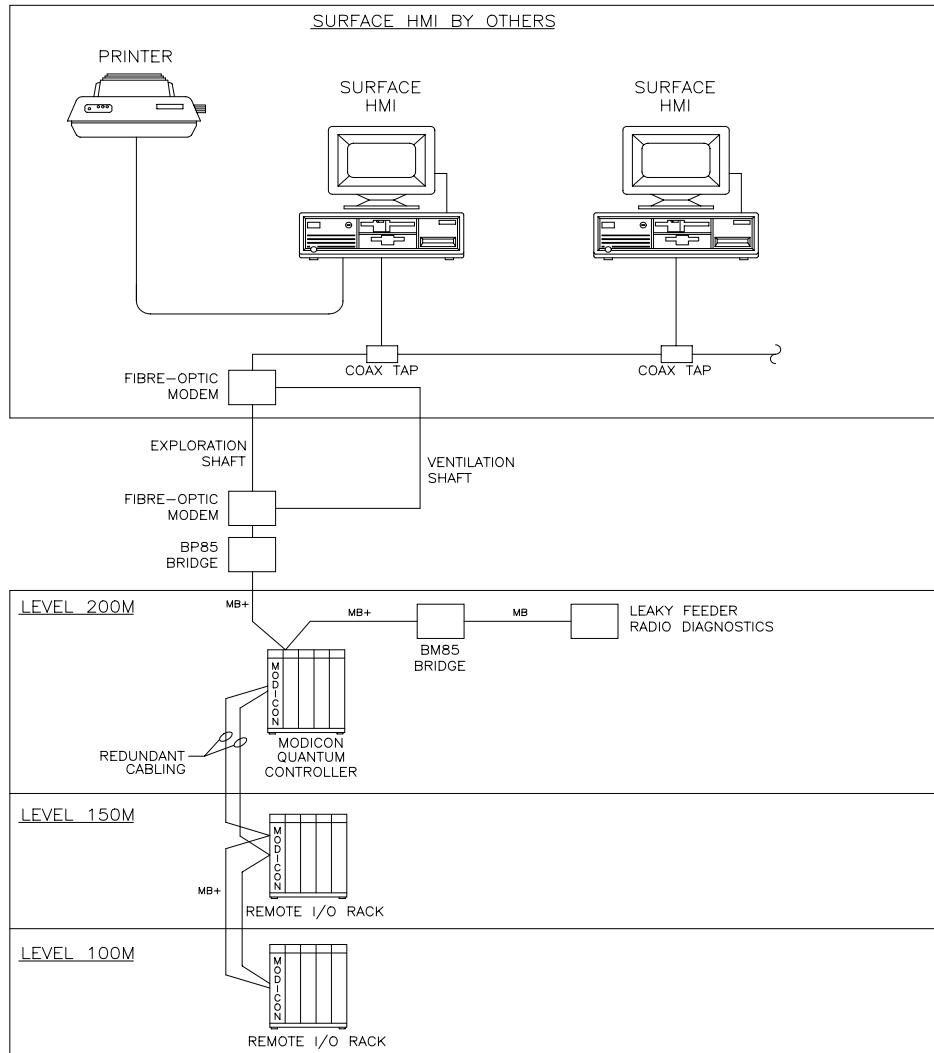 SURFACE HMI BY OTHERS
PRINTER
SURFACE
HMI
SURFACE
HMI
COAX TAP
COAX TAP
FIBRE-OPTIC
MODEM
EXPLORATION
SHAFT
VENTILATION
SHAFT
FIBRE-OPTIC
MODEM
BP85
BRIDGE
LEVEL 200M
MB+
MB+
MB
LEAKY FEEDER
RADIO DIAGNOSTICS
BM85
BRIDGE
MODICON
MODICON
QUANTUM
CONTROLLER
REDUNDANT
CABLING
LEVEL 150M
MODICON
MB+
REMOTE I/O RACK
LEVEL 100M
MODICON
REMOTE I/O RACK